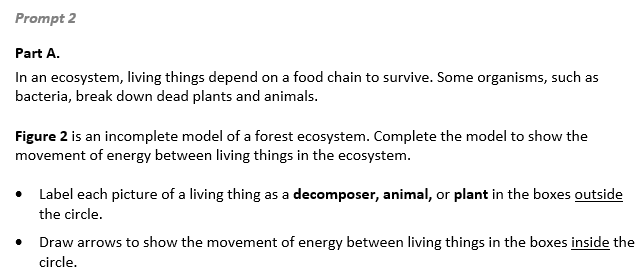 Prompt 2
Part A.
In an ecosystem, living things depend on a food chain to survive. Some organisms, such as
bacteria, break down dead plants and animals.
Figure 2 is an incomplete model of a forest ecosystem. Complete the model to show the
movement of energy between living things in the ecosystem.
• Label each picture of a living thing as a decomposer, animal, or plant in the boxes outside
the circle.
• Draw arrows to show the movement of energy between living things in the boxes inside the
circle.